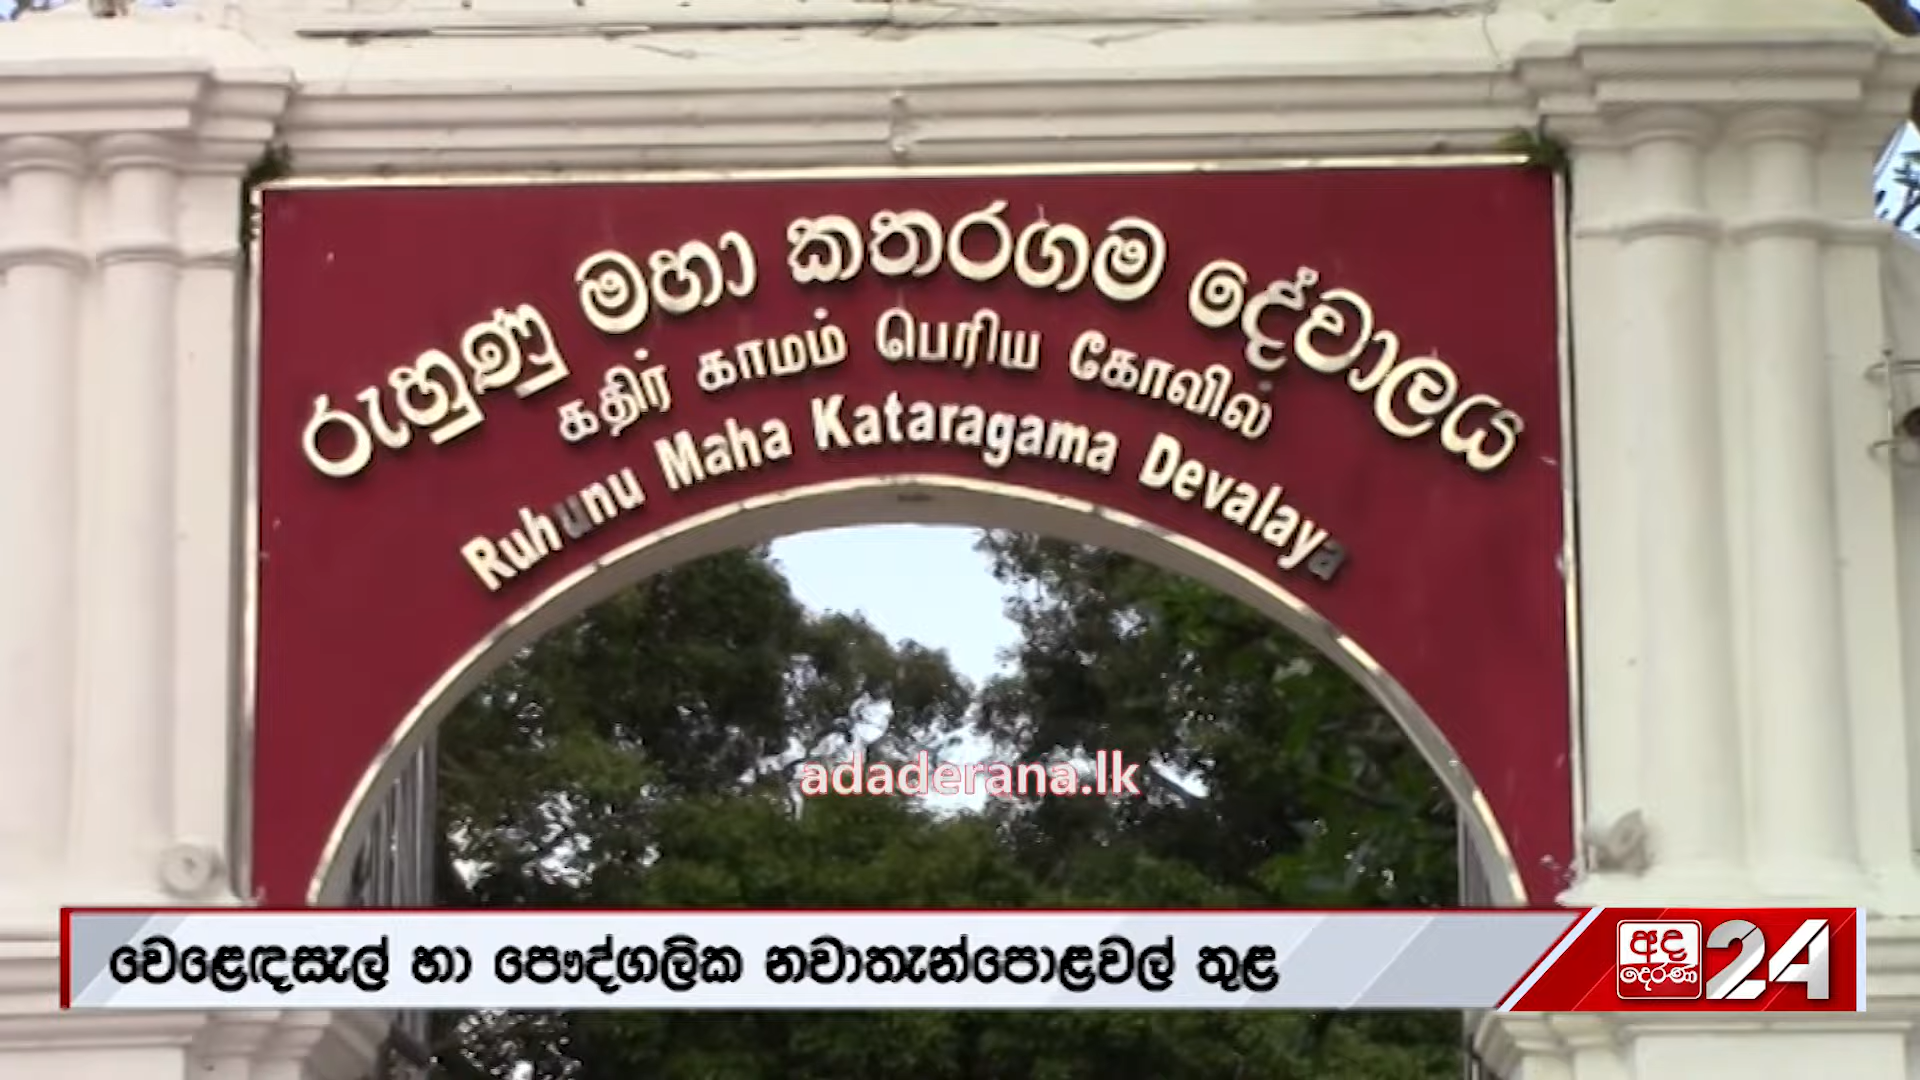 රුහුණු මහා කතරගම දේවාලය
கதிர் காமம் பெரிய கோவில்
Ruhunu Maha Kataragama Devalaya
adaderana.lk
වෙළෙඳසැල් හා පෞද්ගලික නවාතැන්පොළවල් තුළ
අද
දෙරණ
24